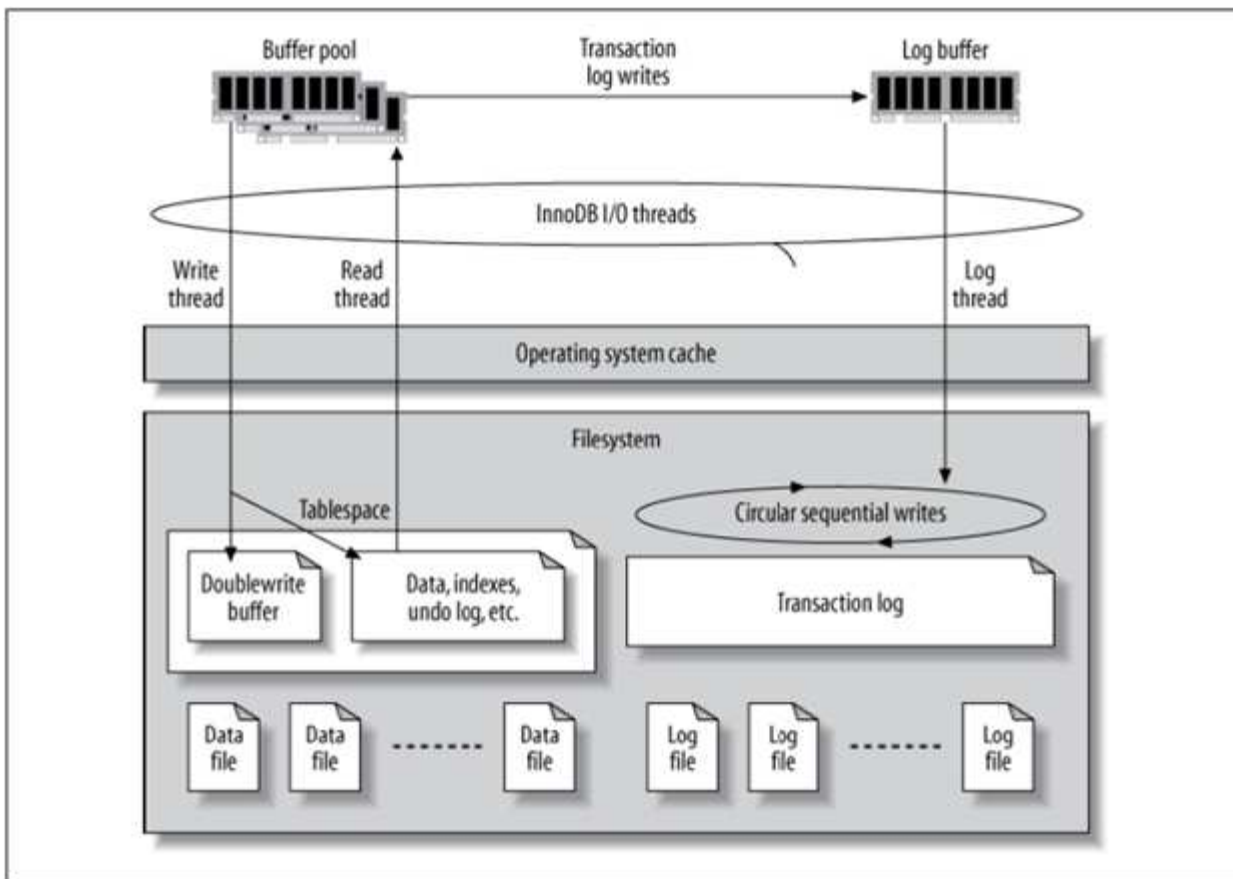 Buffer pool
Transaction
log writes
Log buffer
InnoDB I/O threads
Write
thread
Read
thread
Log
thread
Operating system cache
Filesystem
Tablespace
Circular sequential writes
Doublewrite
buffer
Data, indexes,
undo log, etc.
Transaction log
Data
file
Data
file
Data
file
Log
file
Log
file
Log
file